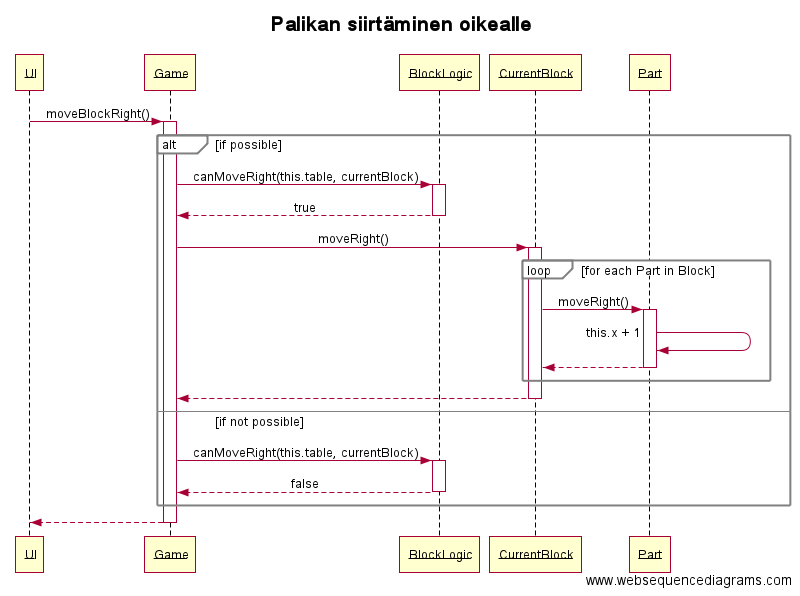 Palikan siirtäminen oikealle
UI Game BlockLogic CurrentBlock Part
moveBlockRight()
alt [if possible]
canMoveRight(this.table, currentBlock)
true
moveRight()
loop [for each Part in Block]
moveRight()
this.x + 1
[if not possible]
canMoveRight(this.table, currentBlock)
false
UI Game BlockLogic CurrentBlock Part
www.websequencediagrams.com